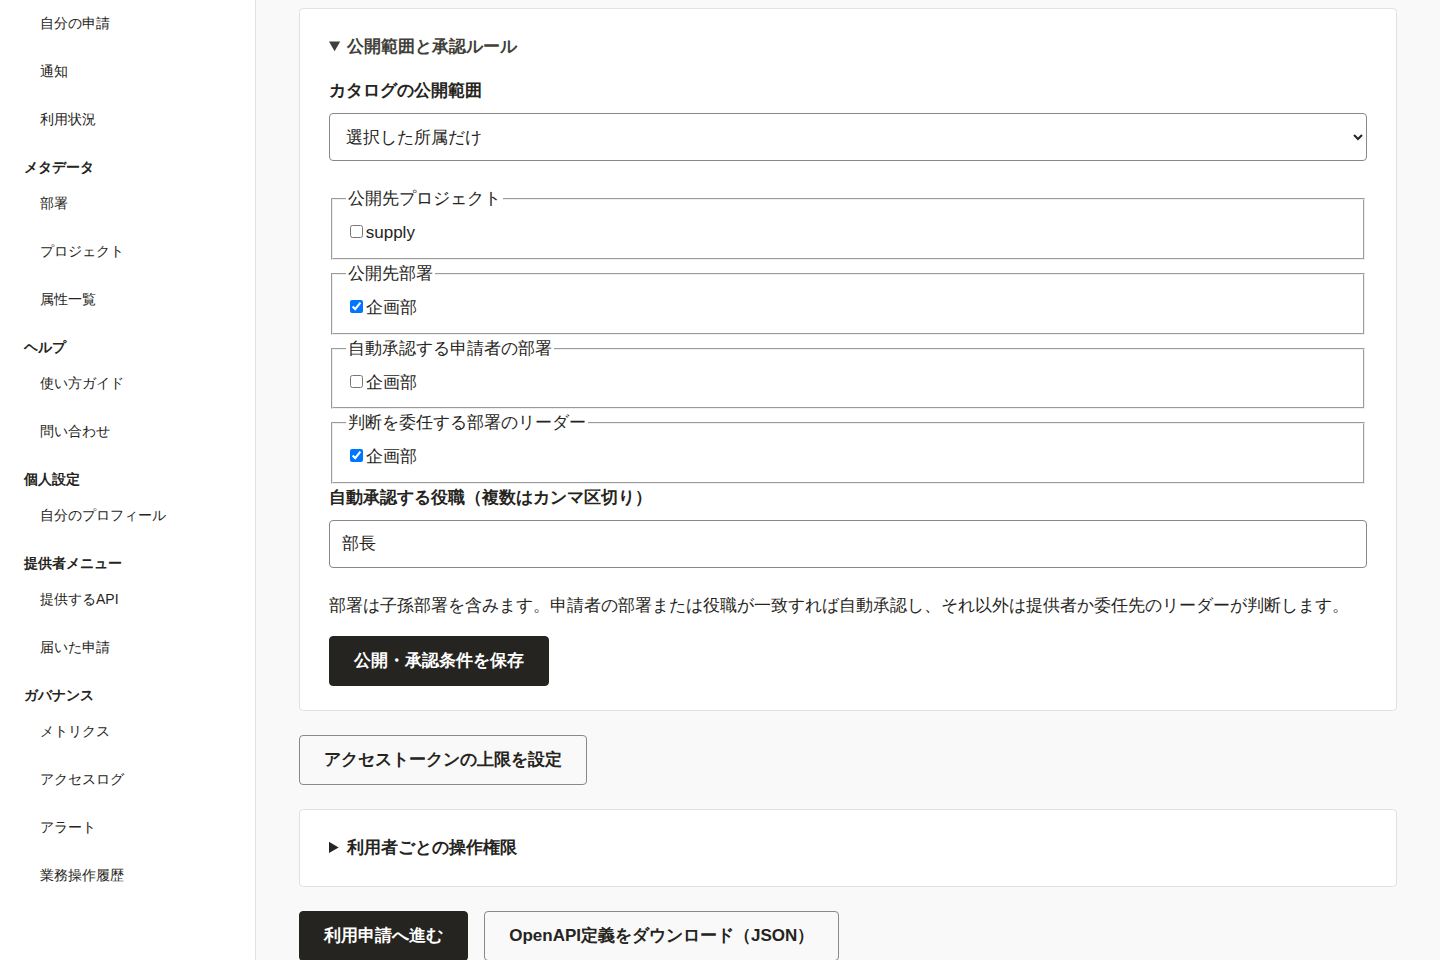 自分の申請
通知
利用状況
メタデータ
部署
プロジェクト
属性一覧
ヘルプ
使い方ガイド
問い合わせ
個人設定
自分のプロフィール
提供者メニュー
提供するAPI
届いた申請
ガバナンス
メトリクス
アクセスログ
アラート
業務操作履歴
公開範囲と承認ルール
カタログの公開範囲
選択した所属だけ
公開先プロジェクト
supply
公開先部署
企画部
自動承認する申請者の部署
企画部
判断を委任する部署のリーダー
企画部
自動承認する役職（複数はカンマ区切り）
部長
部署は子孫部署を含みます。申請者の部署または役職が一致すれば自動承認し、それ以外は提供者か委任先のリーダーが判断します。
公開・承認条件を保存
アクセストークンの上限を設定
利用者ごとの操作権限
利用申請へ進む
OpenAPI定義をダウンロード（JSON）